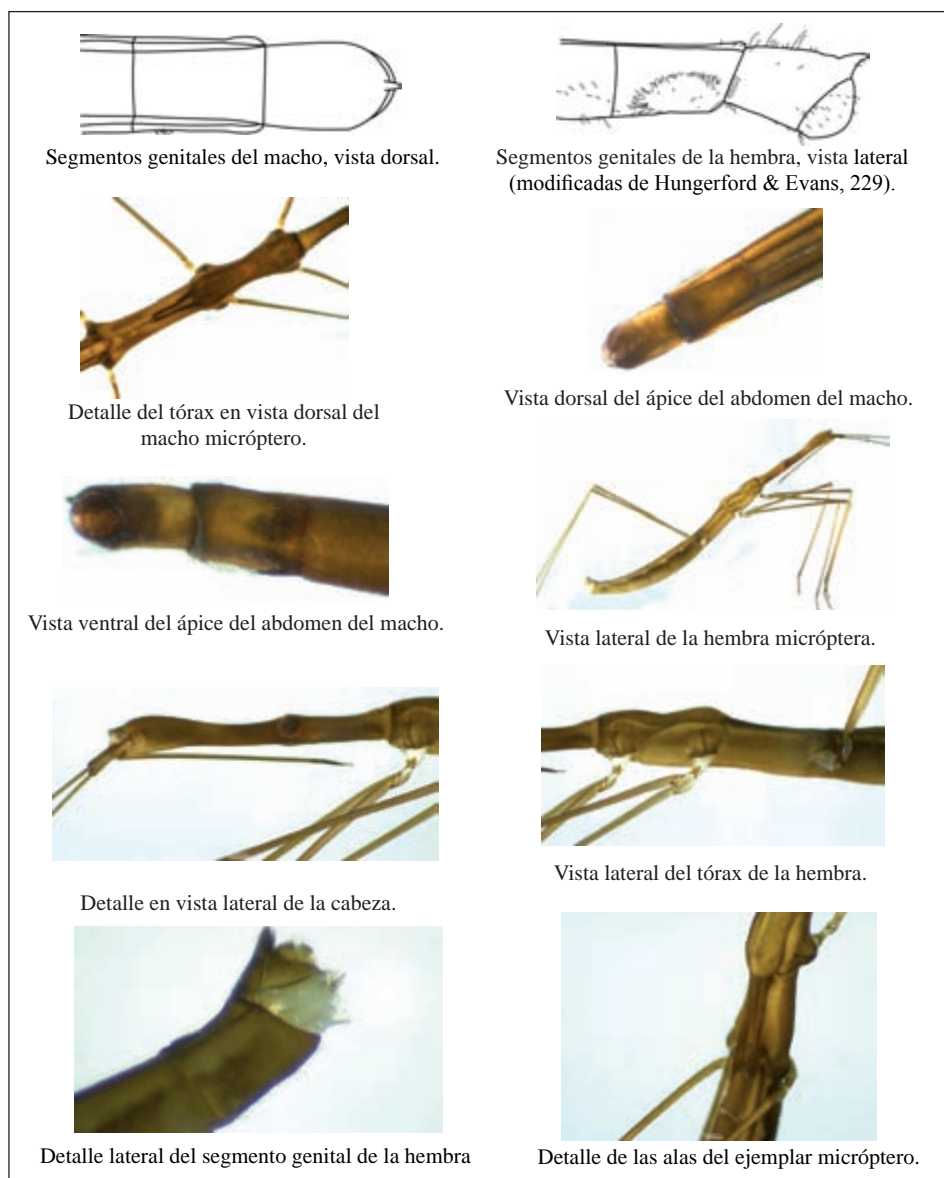 Segmentos genitales del macho, vista dorsal.
Segmentos genitales de la hembra, vista lateral
(modificadas de Hungerford & Evans, 229).
Detalle del tórax en vista dorsal del
macho micróptero.
Vista dorsal del ápice del abdomen del macho.
Vista ventral del ápice del abdomen del macho.
Vista lateral de la hembra micróptera.
Detalle en vista lateral de la cabeza.
Vista lateral del tórax de la hembra.
Detalle lateral del segmento genital de la hembra
Detalle de las alas del ejemplar micróptero.